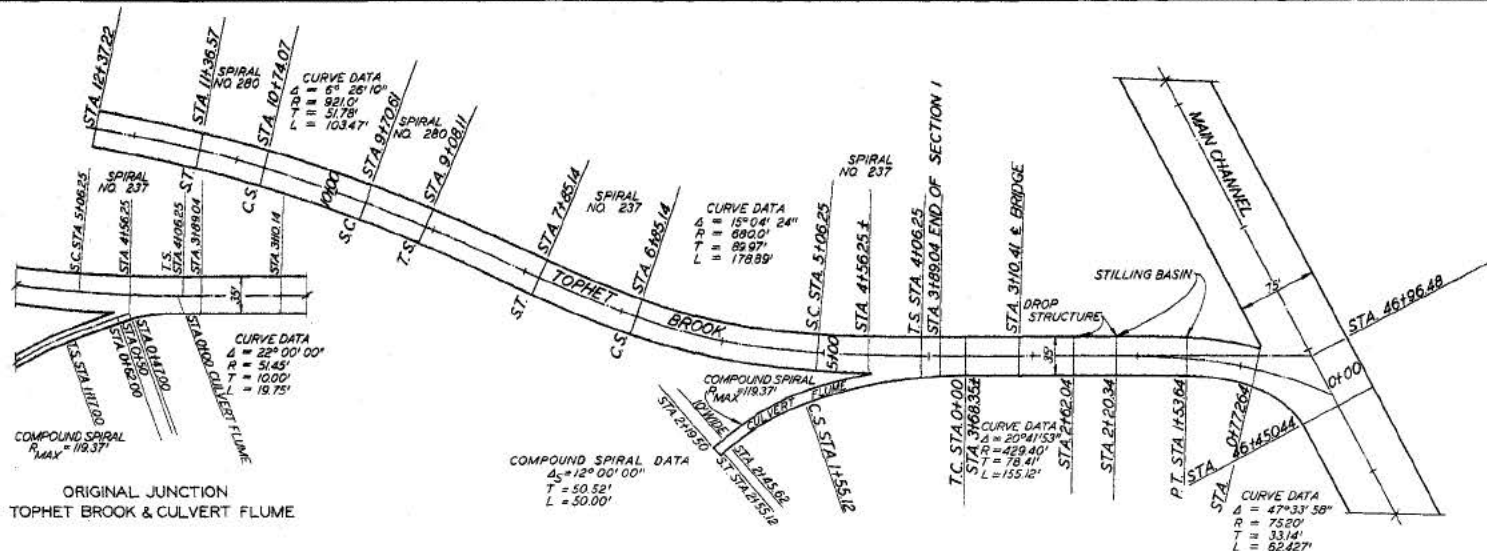 STA. 12+37.22
STA. 11+36.57
SPIRAL
NO. 280
STA. 10+74.07
CURVE DATA
Δ = 6° 26' 10"
R = 921.0'
T = 51.78'
L = 103.47'
STA. 9+70.61
SPIRAL
NO. 280
STA. 9+08.11
S.T.
C.S.
10+00
S.C.
T.S.
STA. 7+85.14
SPIRAL
NO. 237
STA. 6+85.14
S.T.
C.S.
TOPHET
BROOK
CURVE DATA
Δ = 15° 04' 24"
R = 680.0'
T = 89.97'
L = 178.89'
SPIRAL
NO. 237
S.C. STA. 5+06.25
5+00
STA. 4+56.25 ±
T.S. STA. 4+06.25
STA. 3+89.04 END OF SECTION 1
STA. 3+10.41 ℄ BRIDGE
DROP
STRUCTURE
STILLING BASIN
MAIN CHANNEL
75'
35'
STA. 46+96.48
0+00
STA. 46+45.044
STA. 0+77.264
P.T. STA. 1+53.64
STA. 2+20.34
STA. 2+62.04
T.C. STA. 0+00
STA. 3+68.35±
CURVE DATA
Δ = 20°41'53"
R = 429.40'
T = 78.41'
L = 155.12'
CURVE DATA
Δ = 47°33' 58"
R = 75.20'
T = 33.14'
L = 62.427'
COMPOUND SPIRAL
R MAX = 119.37'
CULVERT FLUME
10' WIDE
STA. 2+19.50
C.S. STA. 1+55.12
STA. 2+45.62
S.T. STA. 2+55.12
COMPOUND SPIRAL DATA
Δs = 12° 00' 00"
T = 50.52'
L = 50.00'
S.C. STA. 5+06.25
SPIRAL
NO. 237
STA. 4+56.25
T.S.
STA. 4+06.25
STA. 3+89.04
STA. 3+10.14
35'
STA. 0+00 CULVERT FLUME
STA. 0+47.00
STA. 0+50
STA. 0+62.00
T.S. STA. 1+17.00
CURVE DATA
Δ = 22° 00' 00"
R = 51.45'
T = 10.00'
L = 19.75'
COMPOUND SPIRAL
R MAX = 119.37'
ORIGINAL JUNCTION
TOPHET BROOK & CULVERT FLUME